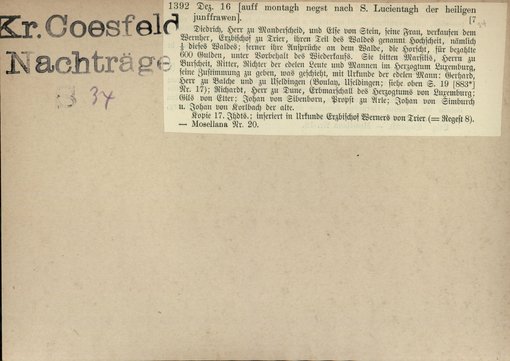 Kr. Coesfeld
Nachträge
34
1392 Dez. 16 [auff montagh negst nach S. Lucientagh der heiligen
junffrawen]. [7
Diedrich, Herr zu Manderscheid, und Else von Stein, seine Frau, verkaufen dem
Wernher, Erzbischof zu Trier, ihren Teil des Waldes genannt Hochscheit, nämlich
dieses Waldes; ferner ihre Ansprüche an dem Walde, die Horscht, für bezahlte
600 Gulden, unter Vorbehalt des Wiederkaufs. Sie bitten Marsilis, Herrn zu
Burscheit, Ritter, Richter der edelen Leute und Mannen im Herzogtum Luxemburg,
seine Zustimmung zu geben, was geschieht, mit Urkunde der edelen Mann: Gerhard,
Herr zu Balche und zu Useldingen (Boulay, Useldingen; siehe oben S. 19 [883*]
Nr. 17); Richardt, Herr zu Dune, Erbmarschall des Herzogtums von Luxemburg;
Gils von Elter; Johan von Sibenborn, Propst zu Arle; Johan von Simburch
u. Johan von Korlbach der alte.
Kopie 17. Jhdts.; inseriert in Urkunde Erzbischof Werners von Trier (= Regest 8).
— Mosellana Nr. 20.